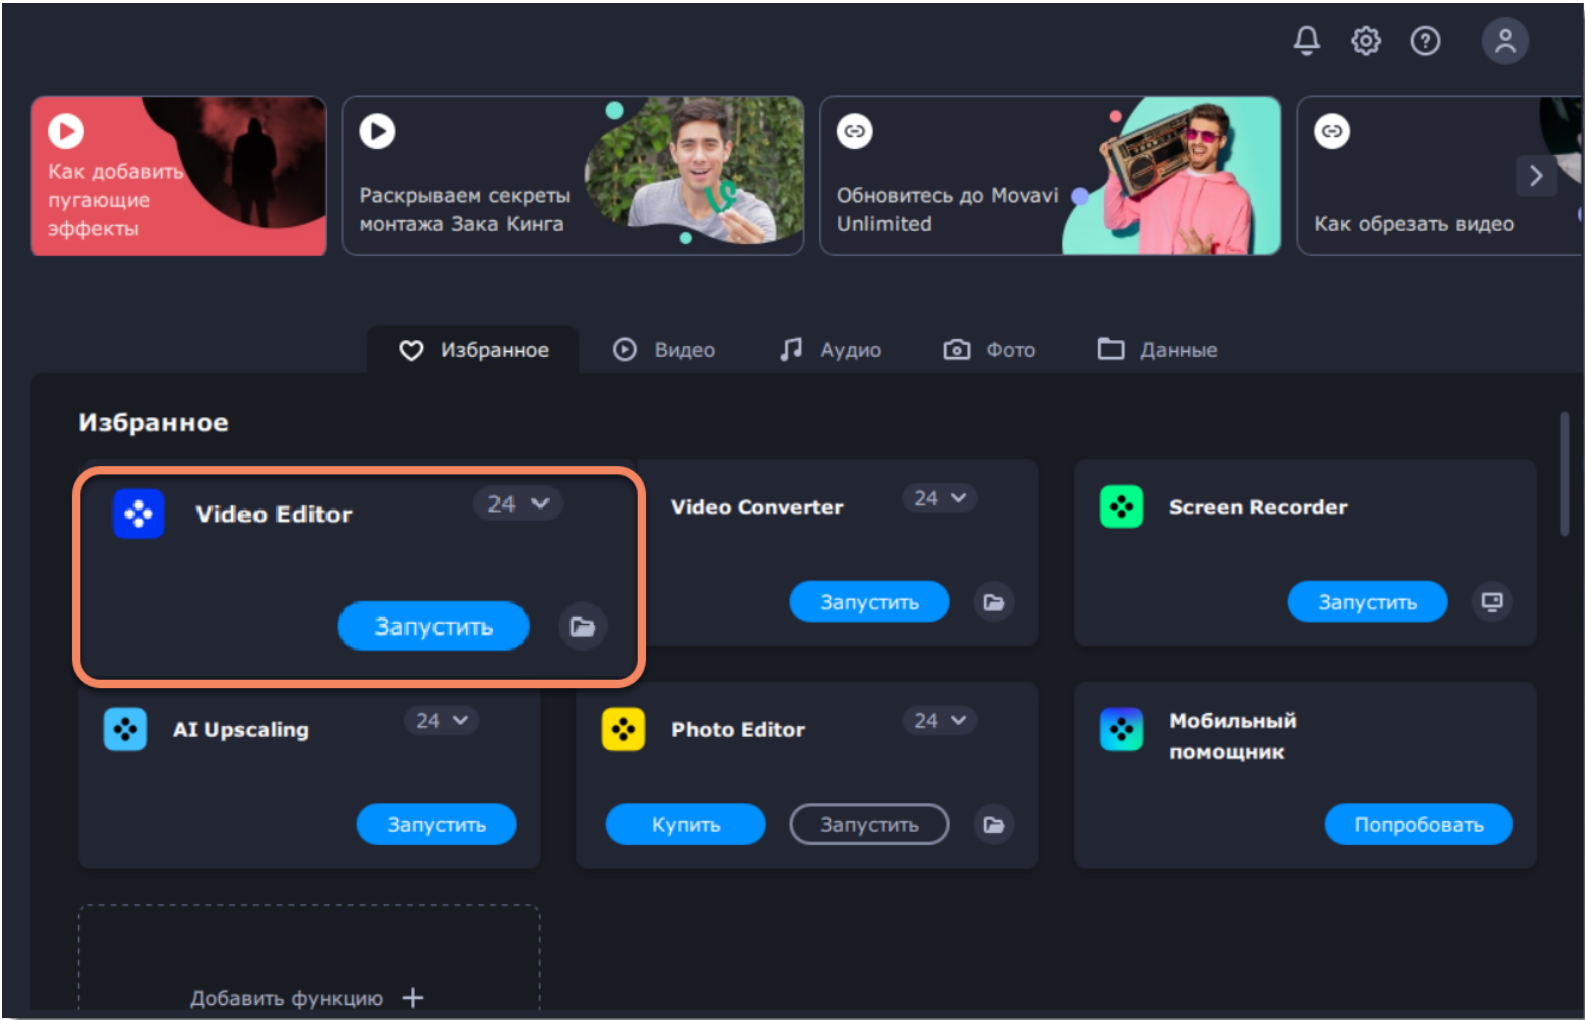 Как добавить
пугающие
эффекты
Раскрываем секреты
монтажа Зака Кинга
Обновитесь до Movavi
Unlimited
Как обрезать видео
Избранное
Видео
Аудио
Фото
Данные
Избранное
Video Editor
24
Запустить
Video Converter
24
Запустить
Screen Recorder
Запустить
AI Upscaling
24
Запустить
Photo Editor
24
Купить
Запустить
Мобильный
помощник
Попробовать
Добавить функцию